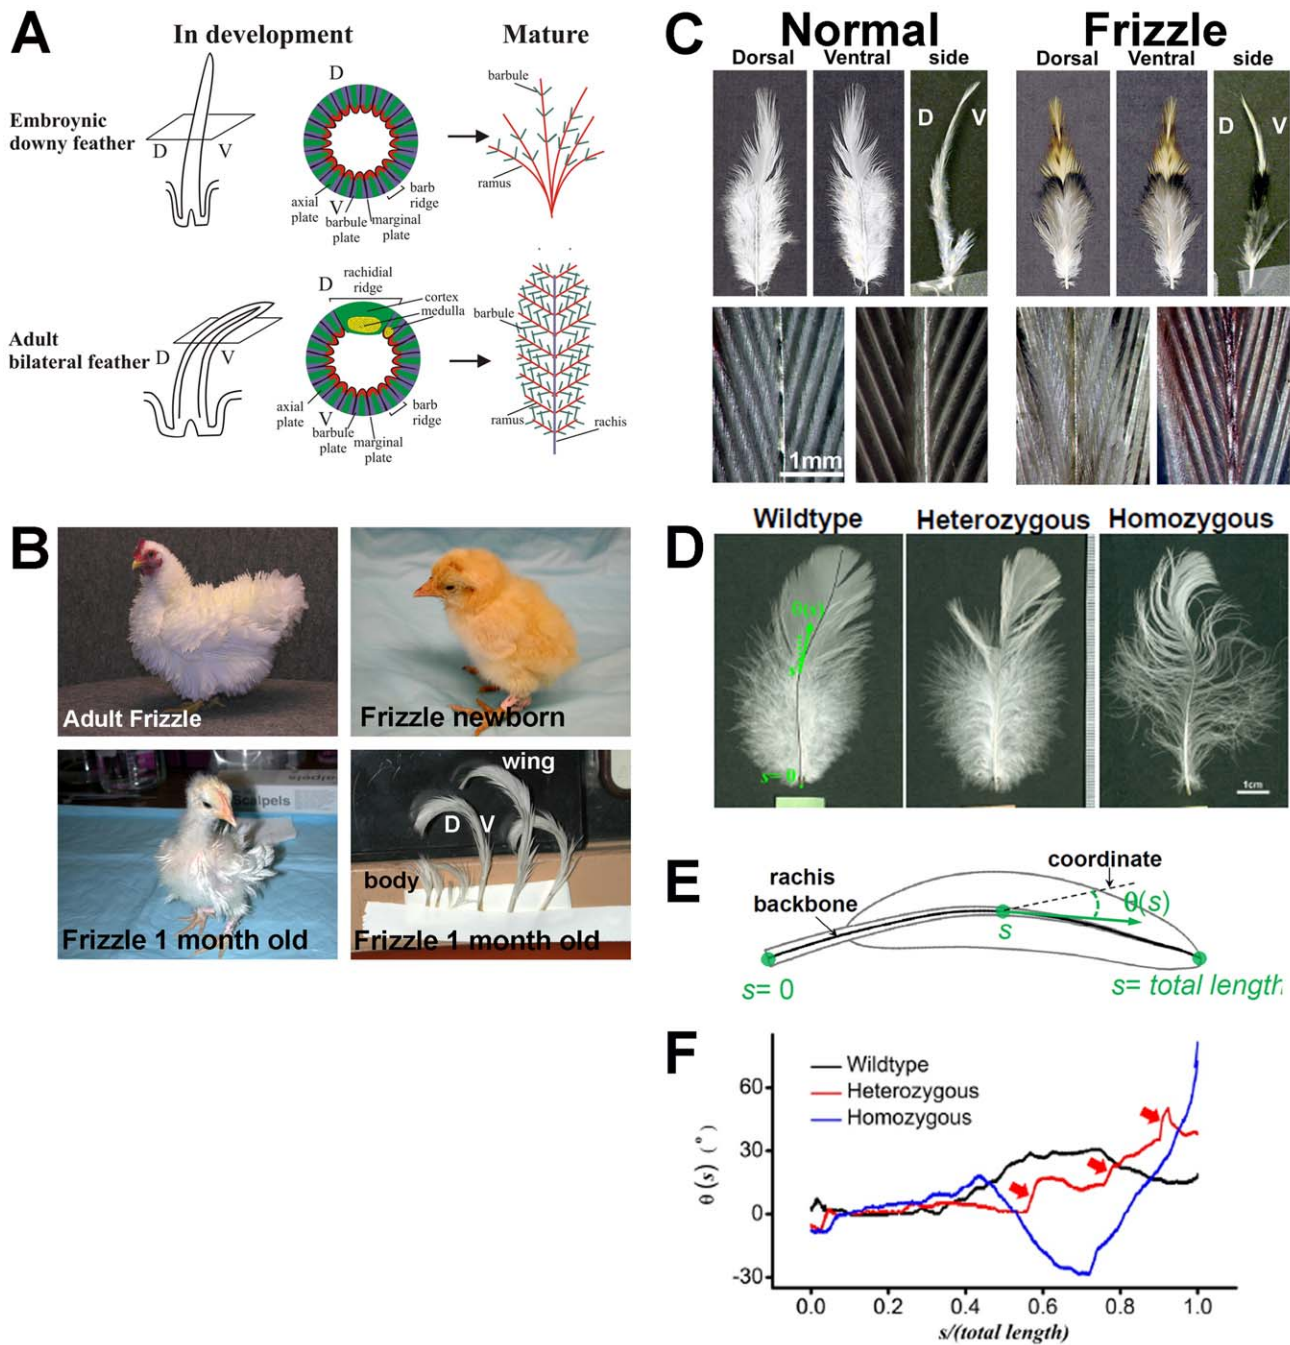 A
In development
Mature
Embroynic
downy feather
D
V
D
axial
plate
V
barbule
plate
marginal
plate
barb
ridge
barbule
ramus
Adult
bilateral feather
D
V
D
rachidial
ridge
cortex
medulla
axial
plate
V
barbule
plate
marginal
plate
barb
ridge
barbule
ramus
rachis
B
Adult Frizzle
Frizzle newborn
Scalpels
Frizzle 1 month old
wing
D
V
body
Frizzle 1 month old
C
Normal
Frizzle
Dorsal
Ventral
side
Dorsal
Ventral
side
D
V
D
V
1mm
D
Wildtype
Heterozygous
Homozygous
θ(s)
s
s= 0
1cm
E
rachis
backbone
coordinate
θ(s)
s
s= 0
s= total length
F
Wildtype
Heterozygous
Homozygous
θ(s) (°)
60
30
0
-30
0.0
0.2
0.4
0.6
0.8
1.0
s/(total length)